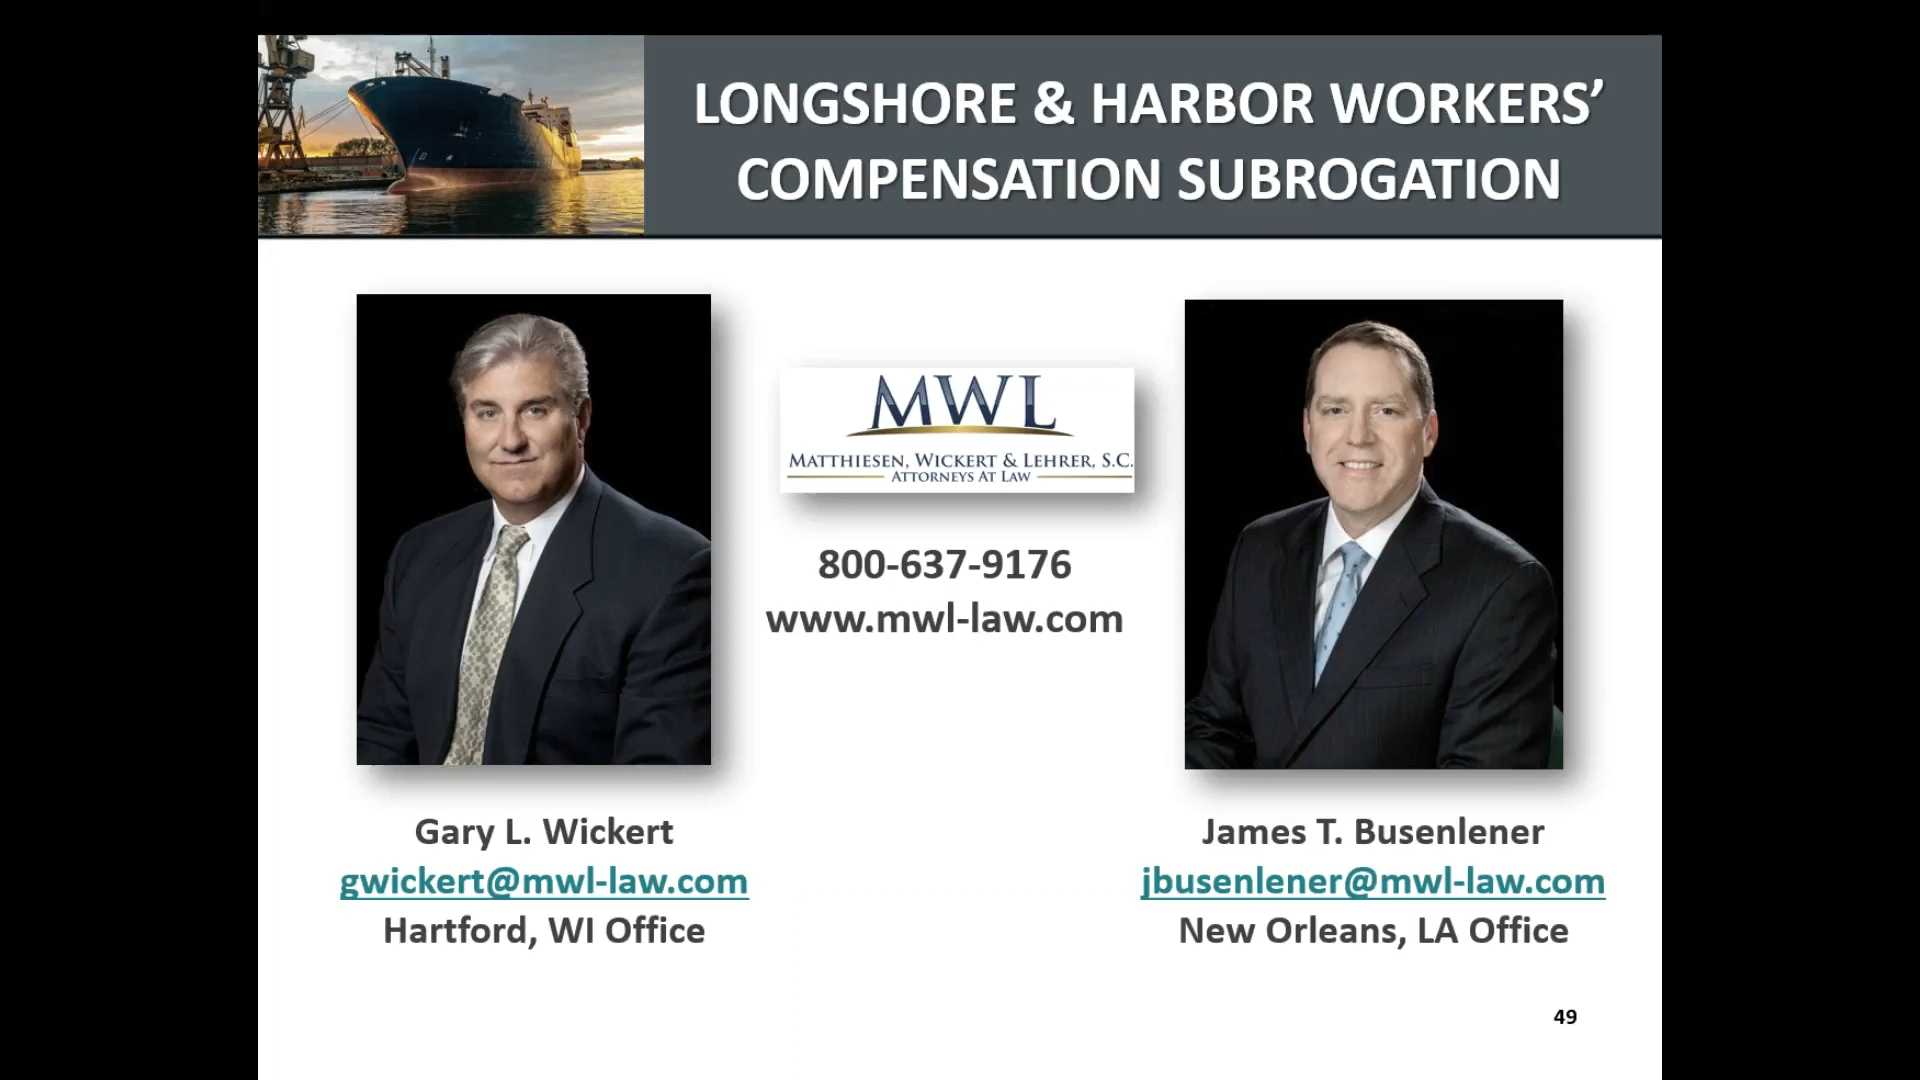 LONGSHORE & HARBOR WORKERS’
COMPENSATION SUBROGATION
MWL
MATTHIESEN, WICKERT & LEHRER, S.C.
ATTORNEYS AT LAW
800-637-9176
www.mwl-law.com
Gary L. Wickert
gwickert@mwl-law.com
Hartford, WI Office
James T. Busenlener
jbusenlener@mwl-law.com
New Orleans, LA Office
49